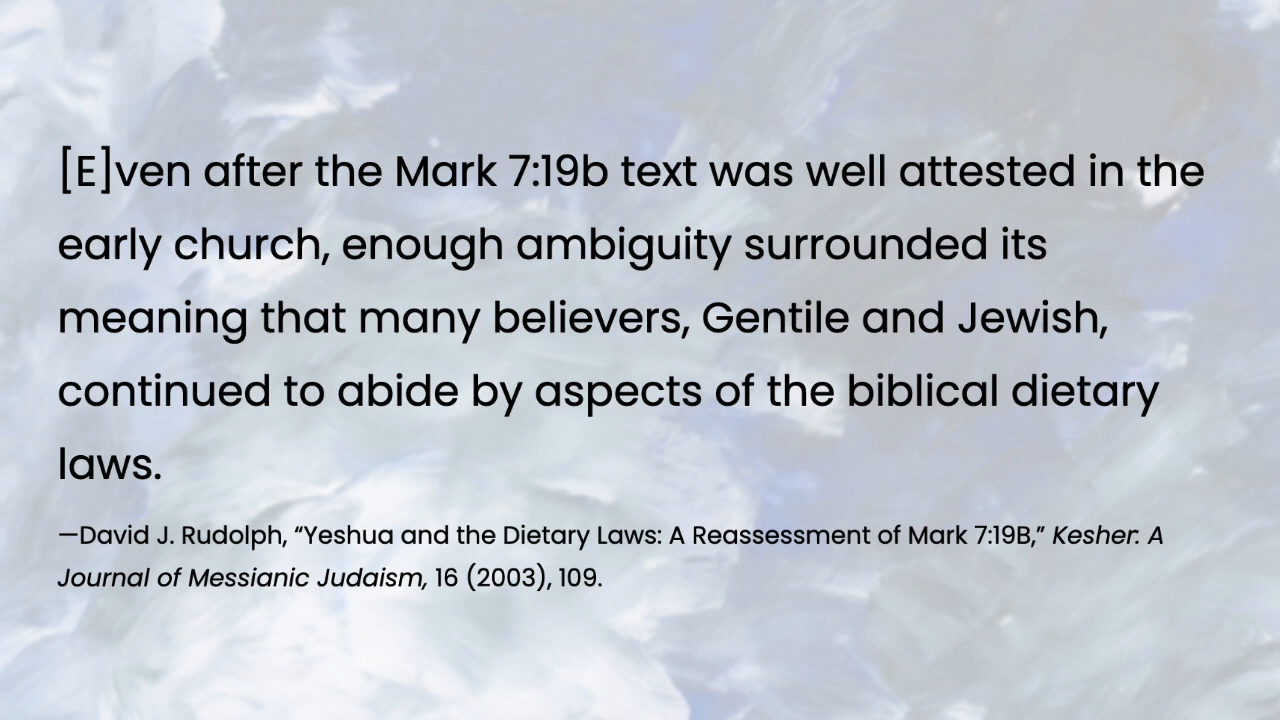 [E]ven after the Mark 7:19b text was well attested in the
early church, enough ambiguity surrounded its
meaning that many believers, Gentile and Jewish,
continued to abide by aspects of the biblical dietary
laws.
—David J. Rudolph, “Yeshua and the Dietary Laws: A Reassessment of Mark 7:19B,” Kesher: A
Journal of Messianic Judaism, 16 (2003), 109.